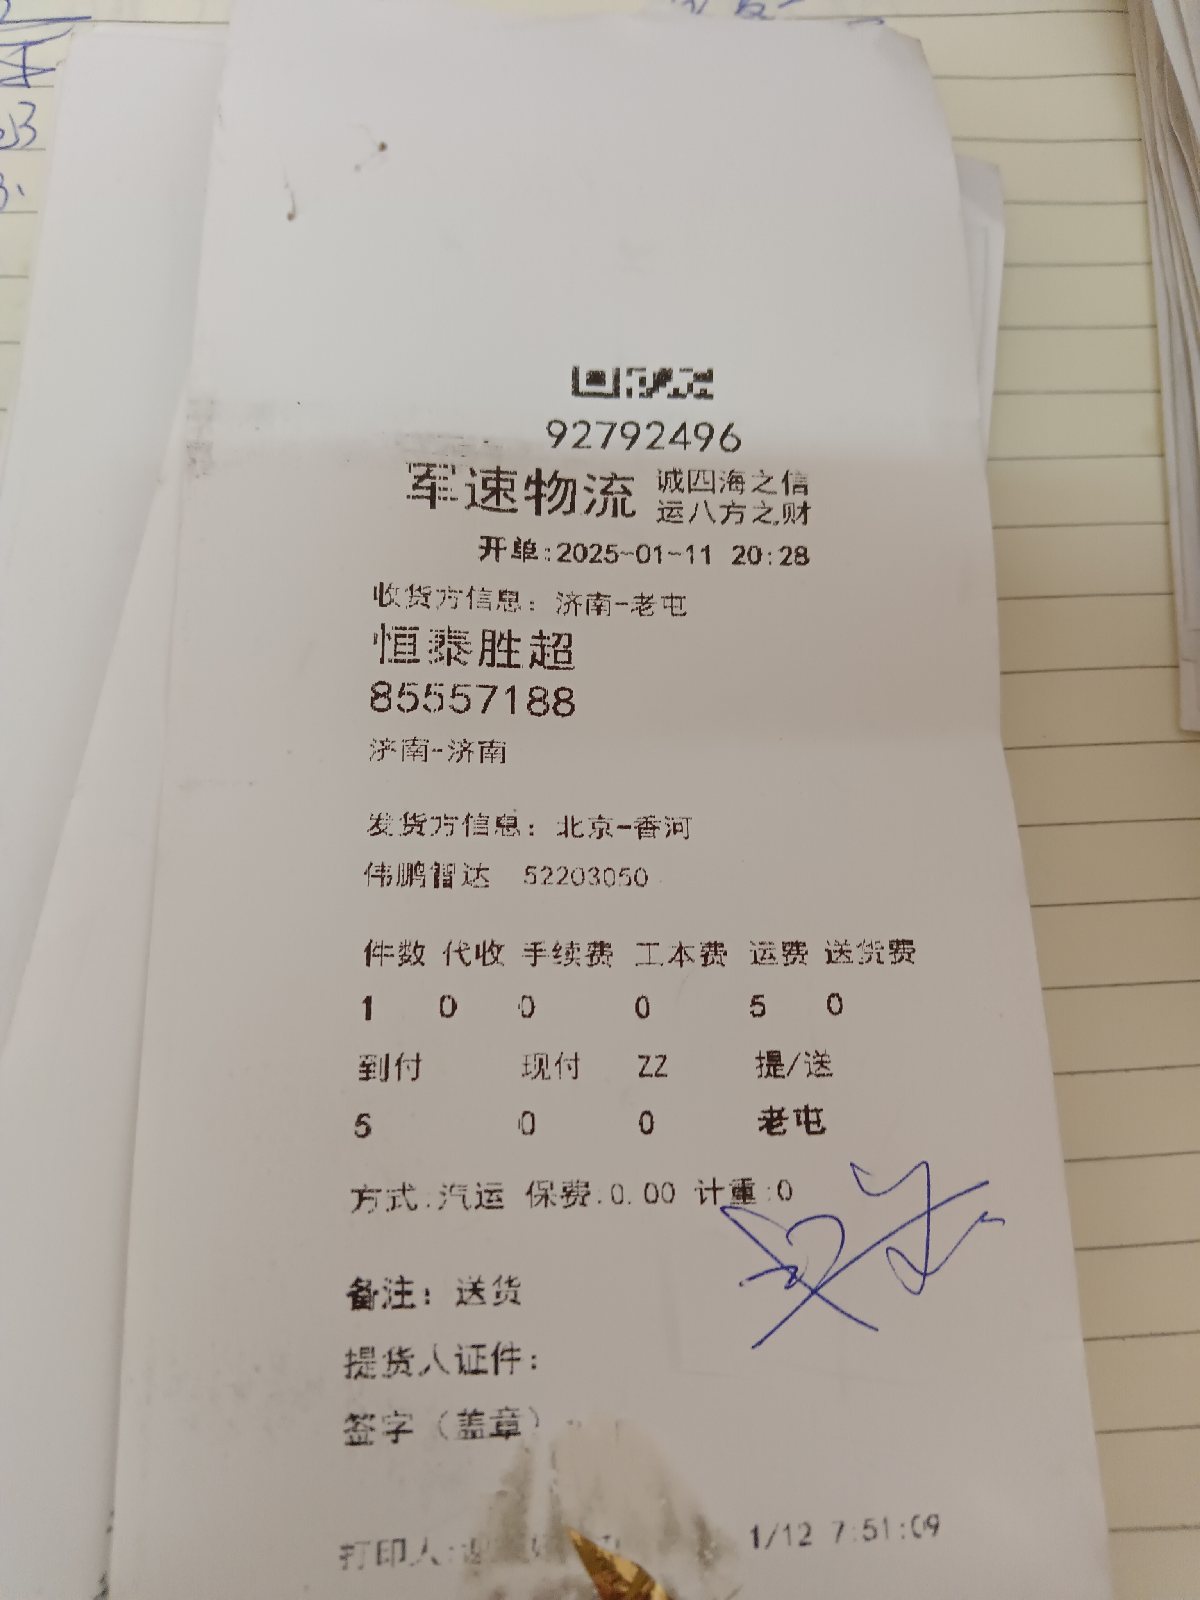 92792496
军速物流 诚四海之信
运八方之财
开单:2025-01-11 20:28
收货方信息: 济南-老屯
恒泰胜超
85557188
济南-济南
发货方信息: 北京-香河
伟鹏智达 52203050
件数 代收 手续费 工本费 运费 送货费
1 0 0 0 5 0
到付 现付 ZZ 提/送
5 0 0 老屯
方式:汽运 保费:0.00 计重:0
备注: 送货
提货人证件:
签字（盖章）
打印人: 1/12 7:51:09